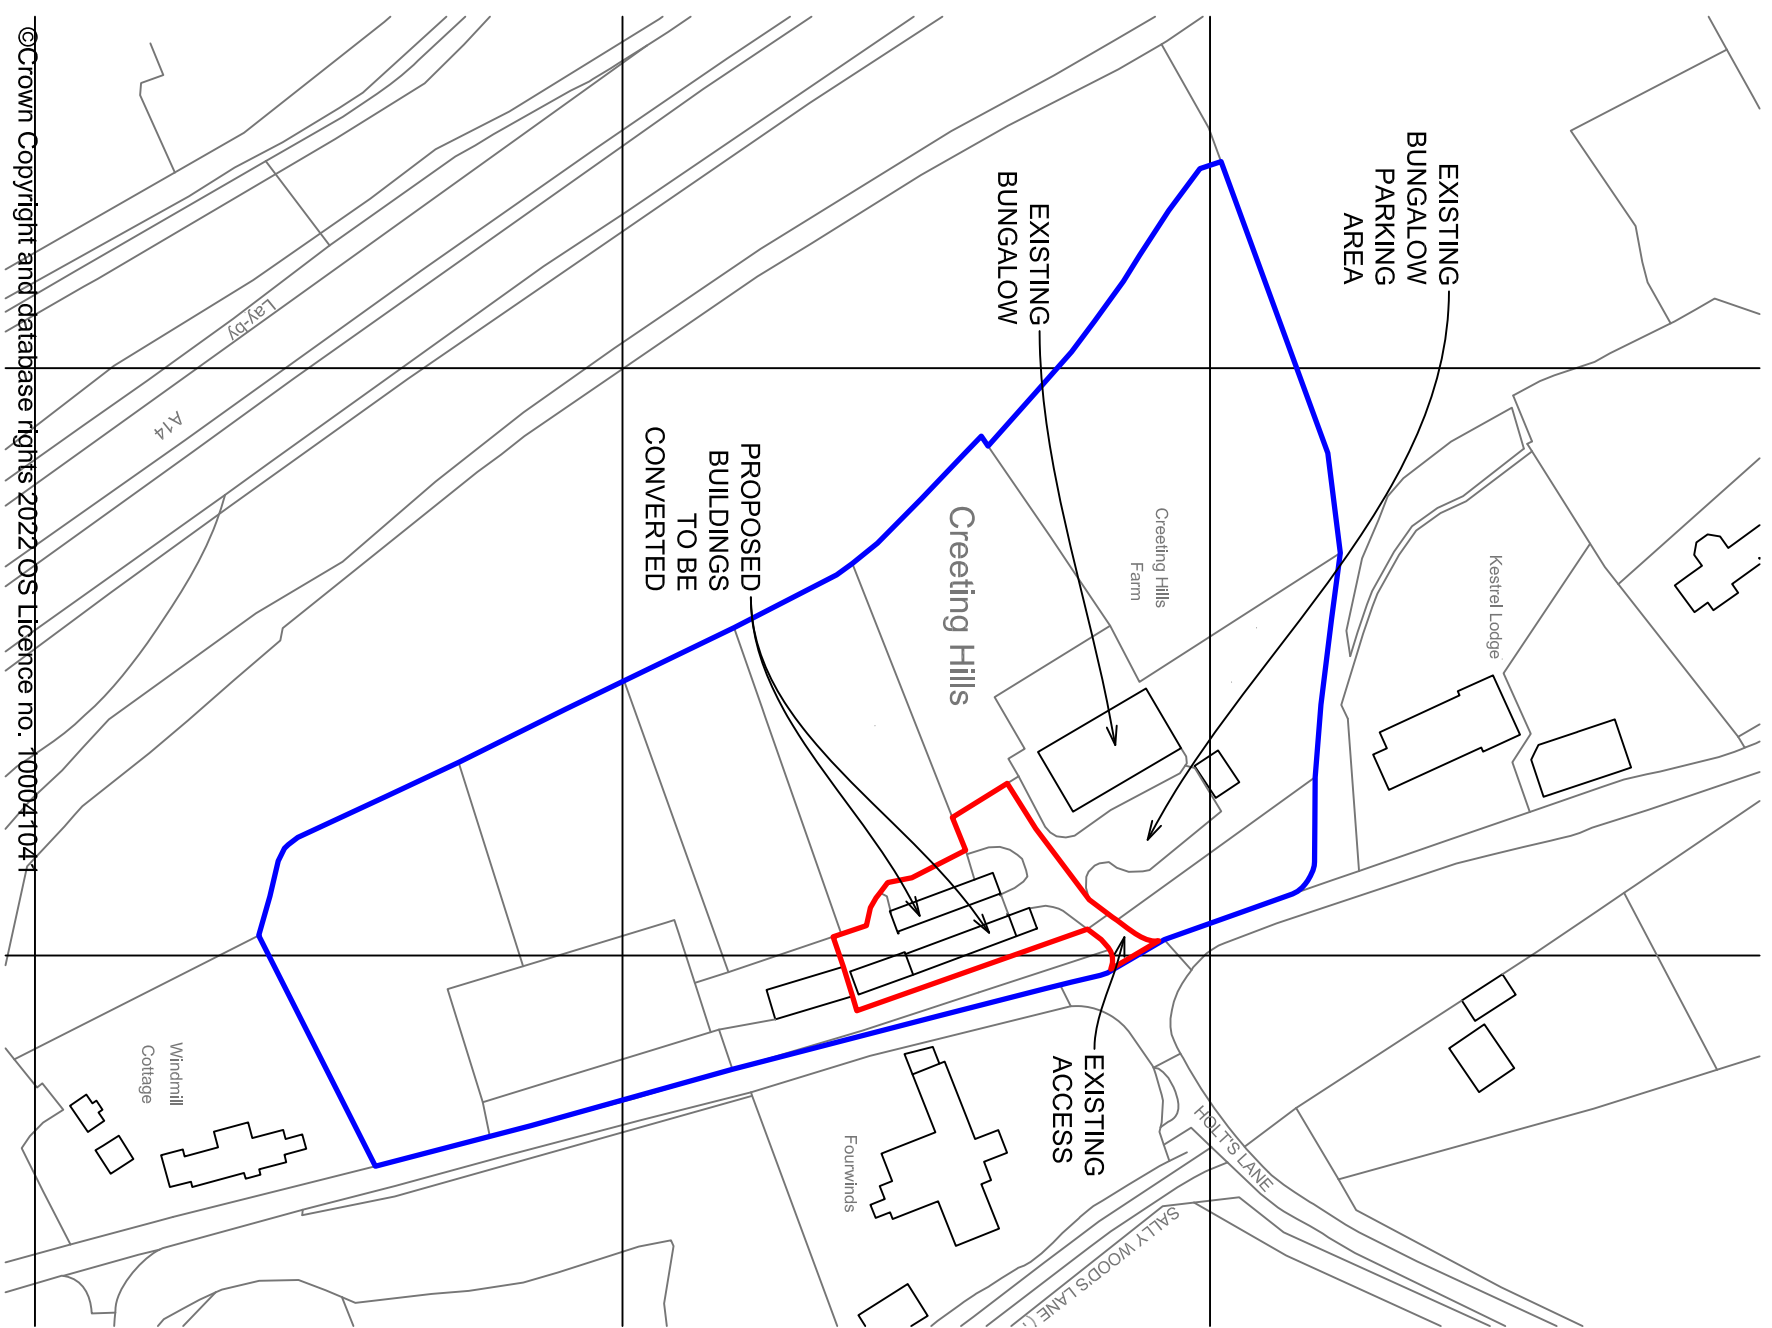 EXISTING
BUNGALOW
PARKING
AREA
EXISTING
BUNGALOW
PROPOSED
BUILDINGS
TO BE
CONVERTED
EXISTING
ACCESS
Creeting Hills
Farm
Creeting Hills
Kestrel Lodge
Windmill
Cottage
Fourwinds
Lay-by
A14
HOLT'S LANE
SALLY WOOD'S LANE
©Crown Copyright and database rights 2022 OS Licence no. 100041041